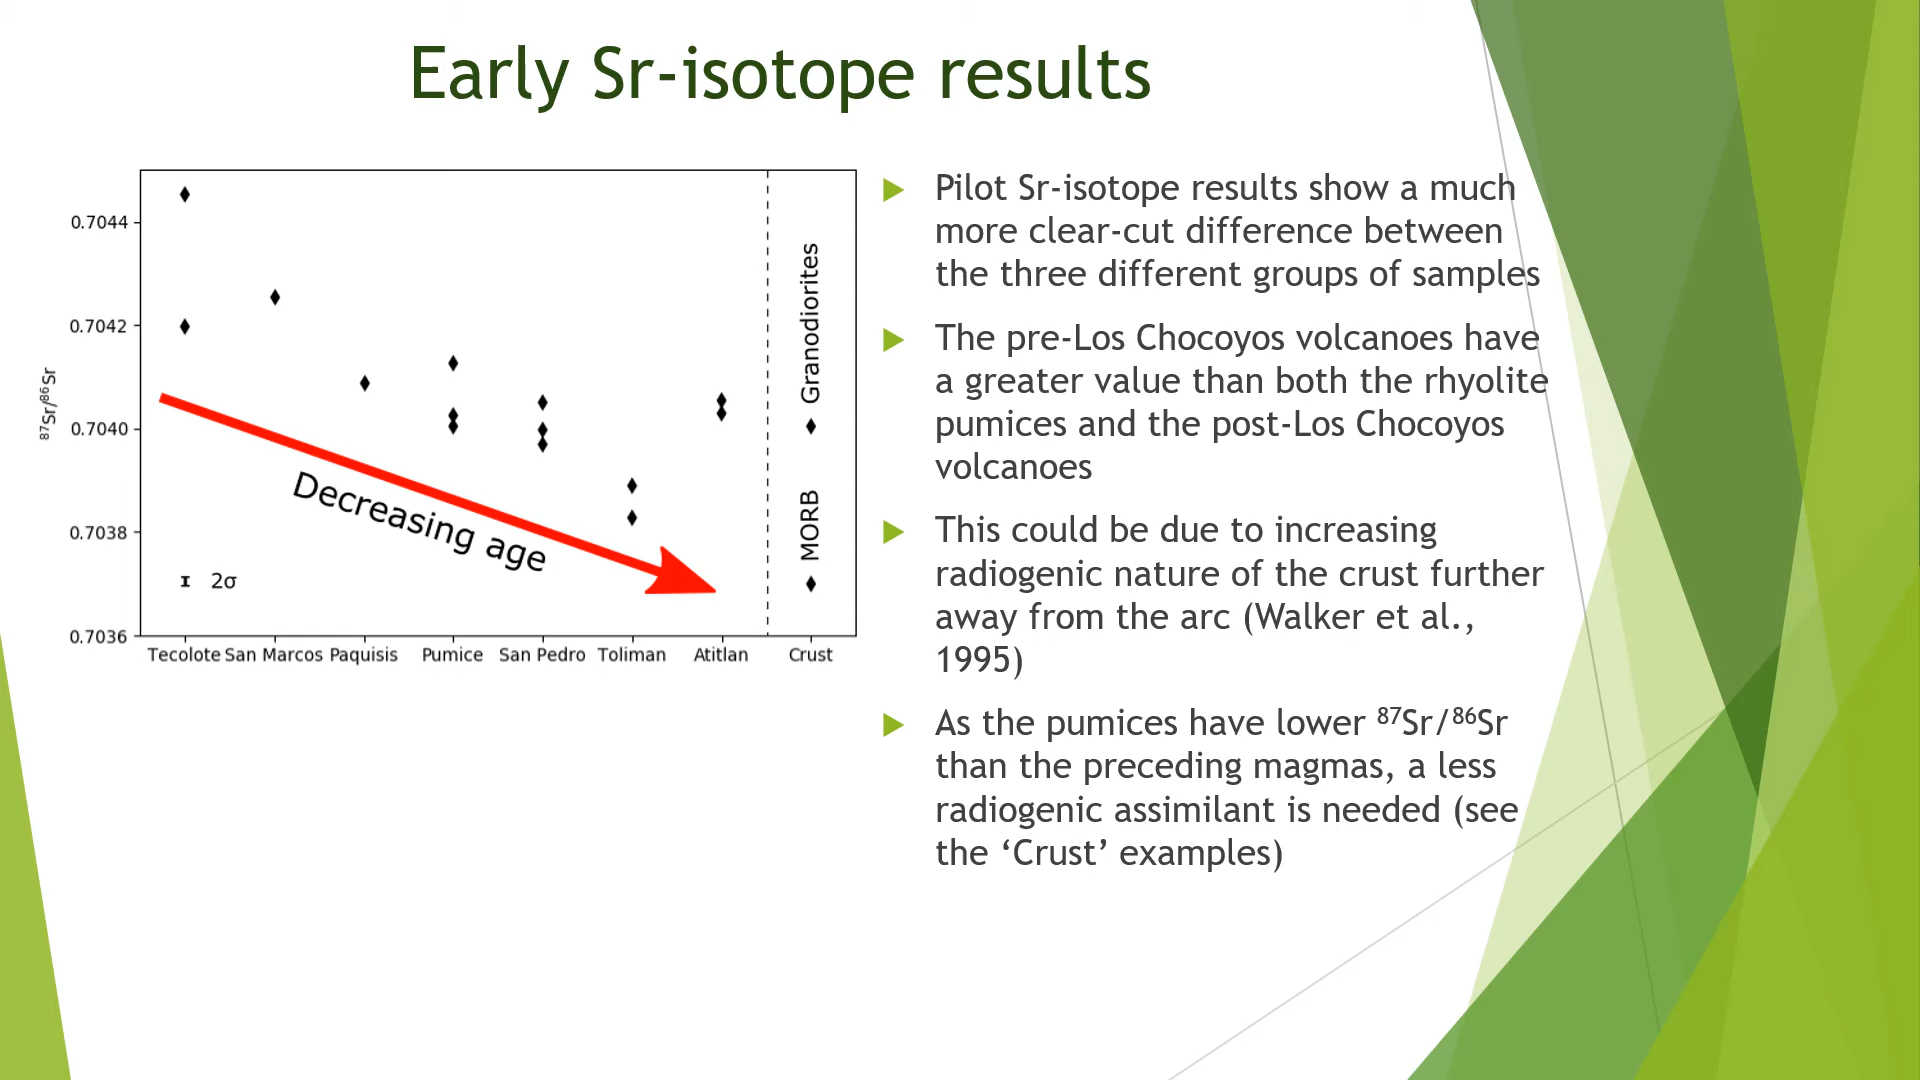 Early Sr-isotope results
0.7044
0.7042
0.7040
0.7038
0.7036
⁸⁷Sr/⁸⁶Sr
Decreasing age
2σ
Granodiorites
MORB
Tecolote San Marcos Paquisis Pumice San Pedro Toliman Atitlan Crust
Pilot Sr-isotope results show a much
more clear-cut difference between
the three different groups of samples
The pre-Los Chocoyos volcanoes have
a greater value than both the rhyolite
pumices and the post-Los Chocoyos
volcanoes
This could be due to increasing
radiogenic nature of the crust further
away from the arc (Walker et al.,
1995)
As the pumices have lower ⁸⁷Sr/⁸⁶Sr
than the preceding magmas, a less
radiogenic assimilant is needed (see
the ‘Crust’ examples)